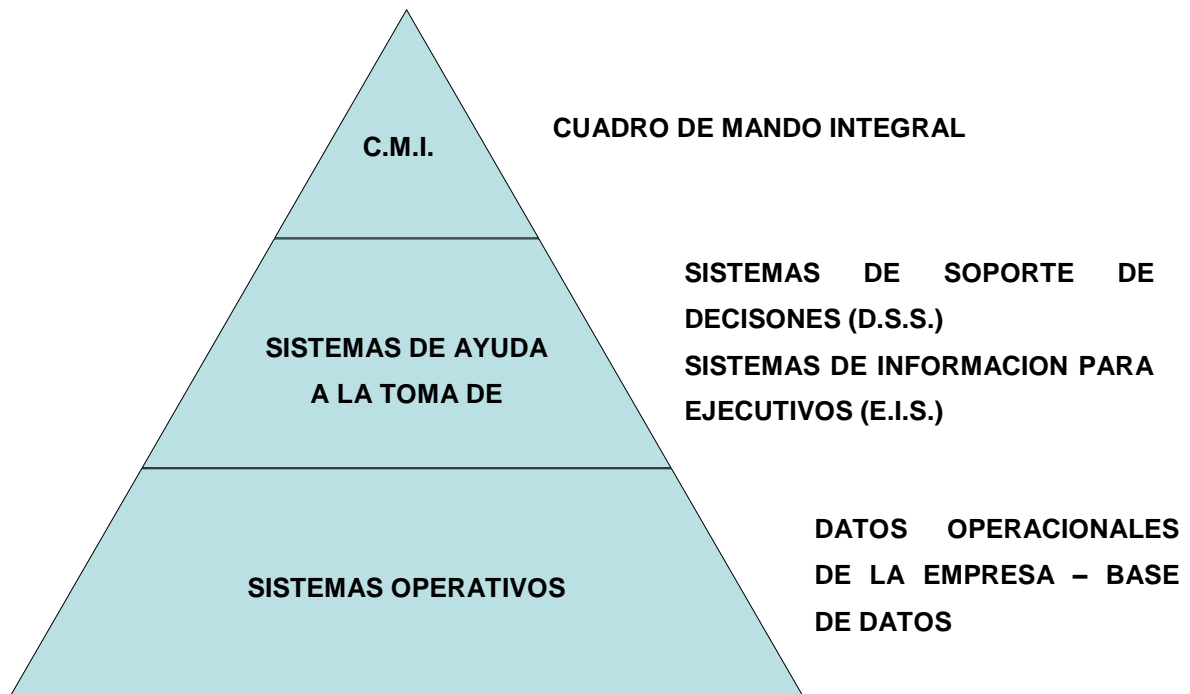 C.M.I.
CUADRO DE MANDO INTEGRAL
SISTEMAS DE AYUDA
A LA TOMA DE
SISTEMAS DE SOPORTE DE
DECISONES (D.S.S.)
SISTEMAS DE INFORMACION PARA
EJECUTIVOS (E.I.S.)
SISTEMAS OPERATIVOS
DATOS OPERACIONALES
DE LA EMPRESA – BASE
DE DATOS